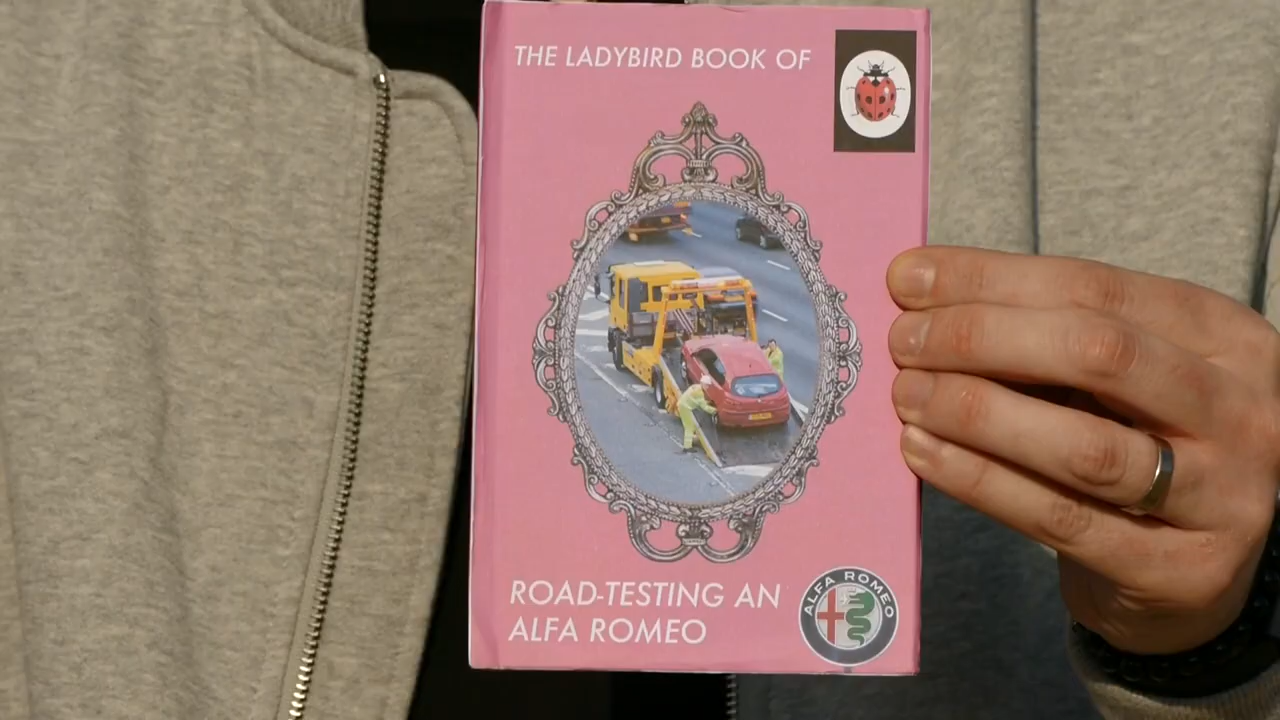 THE LADYBIRD BOOK OF
ROAD-TESTING AN
ALFA ROMEO
ALFA ROMEO